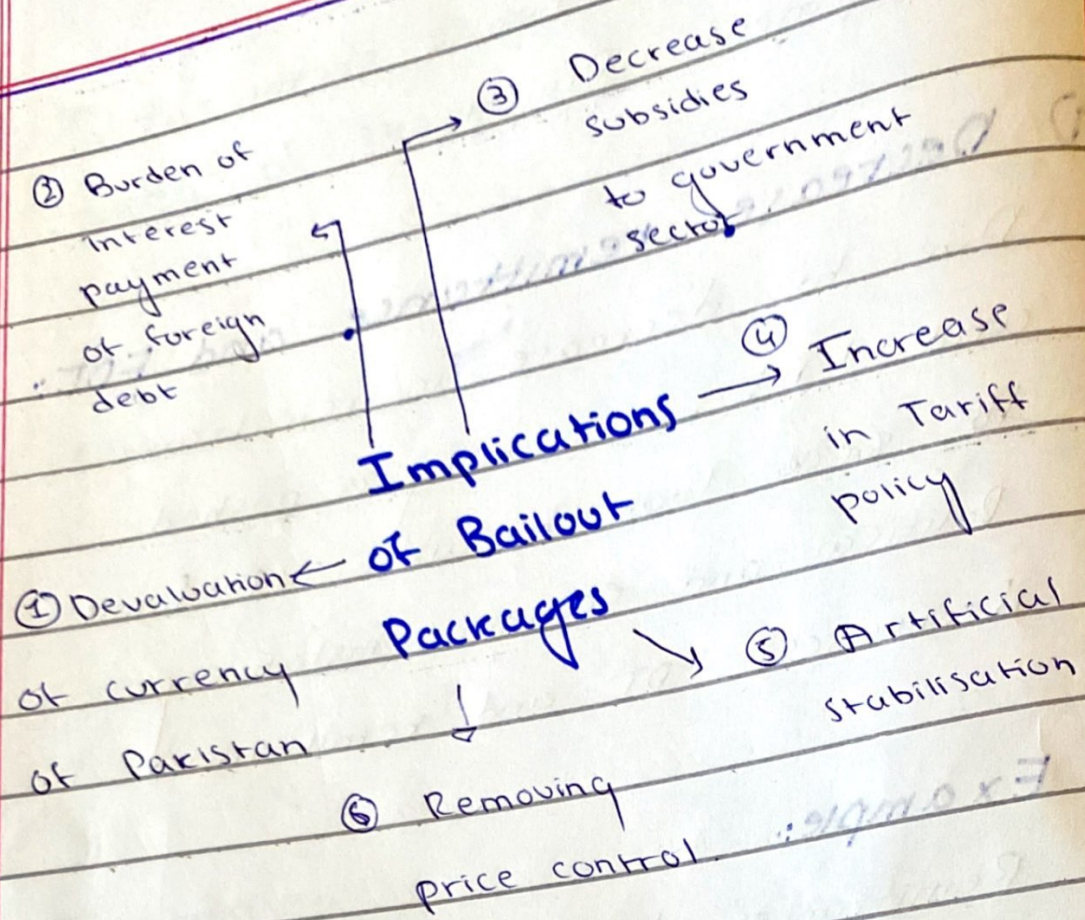 ③ Decrease
subsidies
to government
sector
② Burden of
interest
payment
of foreign
debt
④ Increase
in Tariff
policy
Implications
of Bailout
Packages
① Devaluation
of currency
of Pakistan
⑤ Artificial
stabilisation
⑥ Removing
price control.